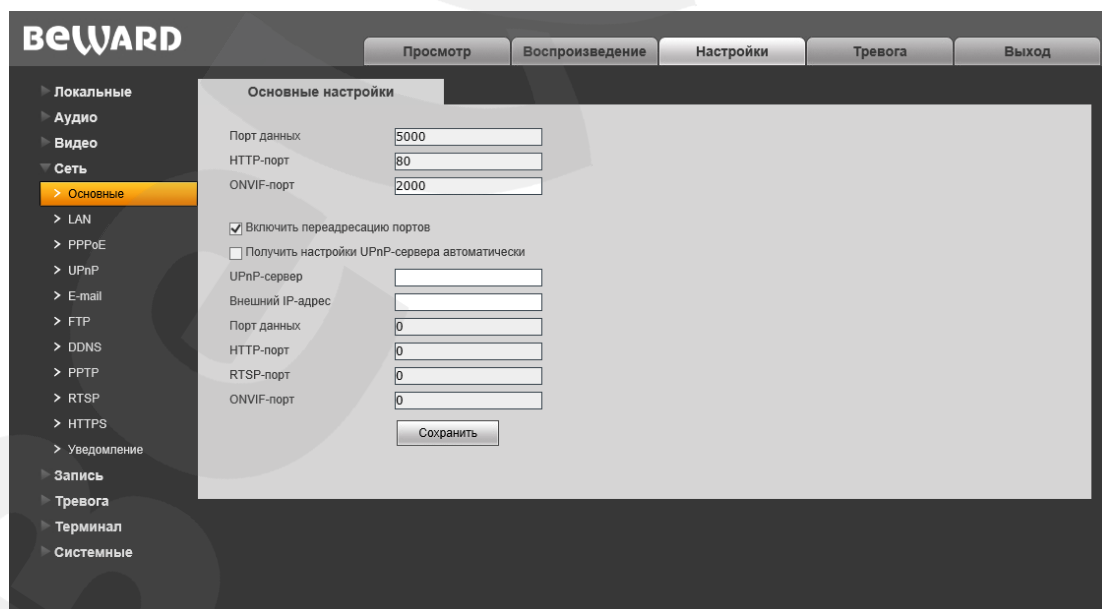 BEWARD
Просмотр
Воспроизведение
Настройки
Тревога
Выход
Локальные
Аудио
Видео
Сеть
Основные
LAN
PPPoE
UPnP
E-mail
FTP
DDNS
PPTP
RTSP
HTTPS
Уведомление
Запись
Тревога
Терминал
Системные
Основные настройки
Порт данных 5000
HTTP-порт 80
ONVIF-порт 2000
Включить переадресацию портов
Получить настройки UPnP-сервера автоматически
UPnP-сервер
Внешний IP-адрес
Порт данных 0
HTTP-порт 0
RTSP-порт 0
ONVIF-порт 0
Сохранить